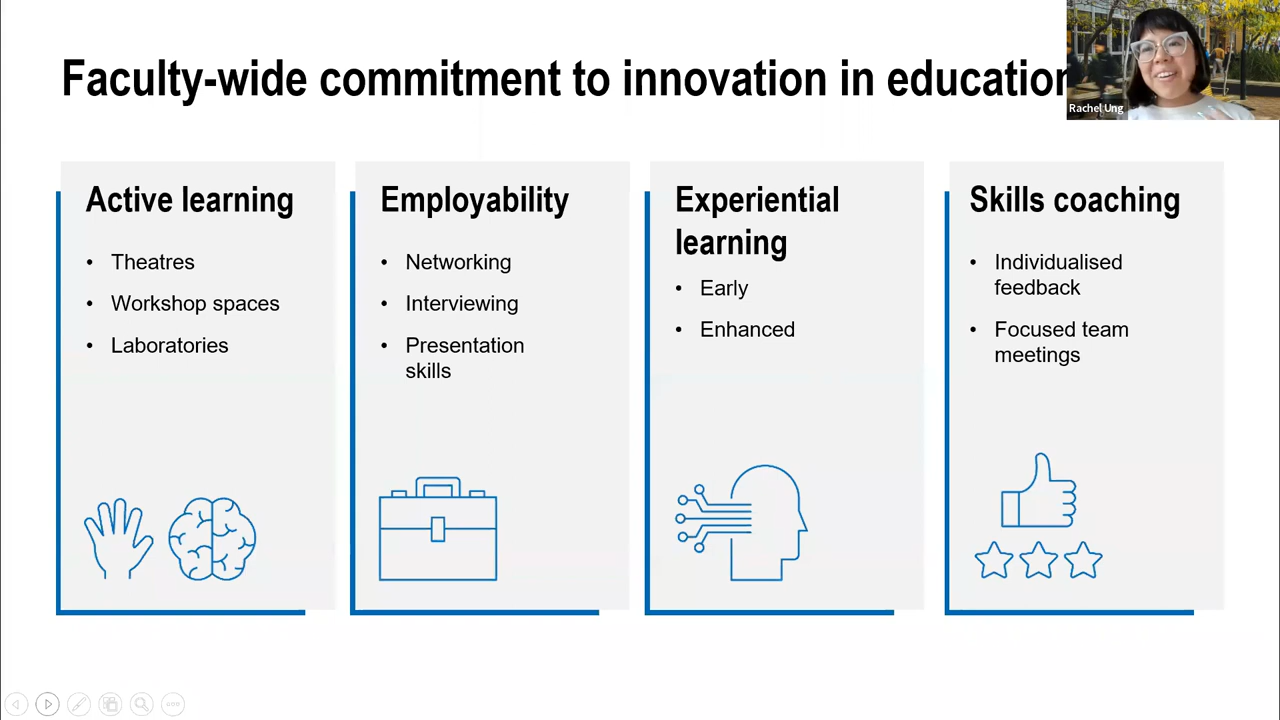 Faculty-wide commitment to innovation in education
Rachel Ung
Active learning
• Theatres
• Workshop spaces
• Laboratories
Employability
• Networking
• Interviewing
• Presentation
skills
Experiential
learning
• Early
• Enhanced
Skills coaching
• Individualised
feedback
• Focused team
meetings